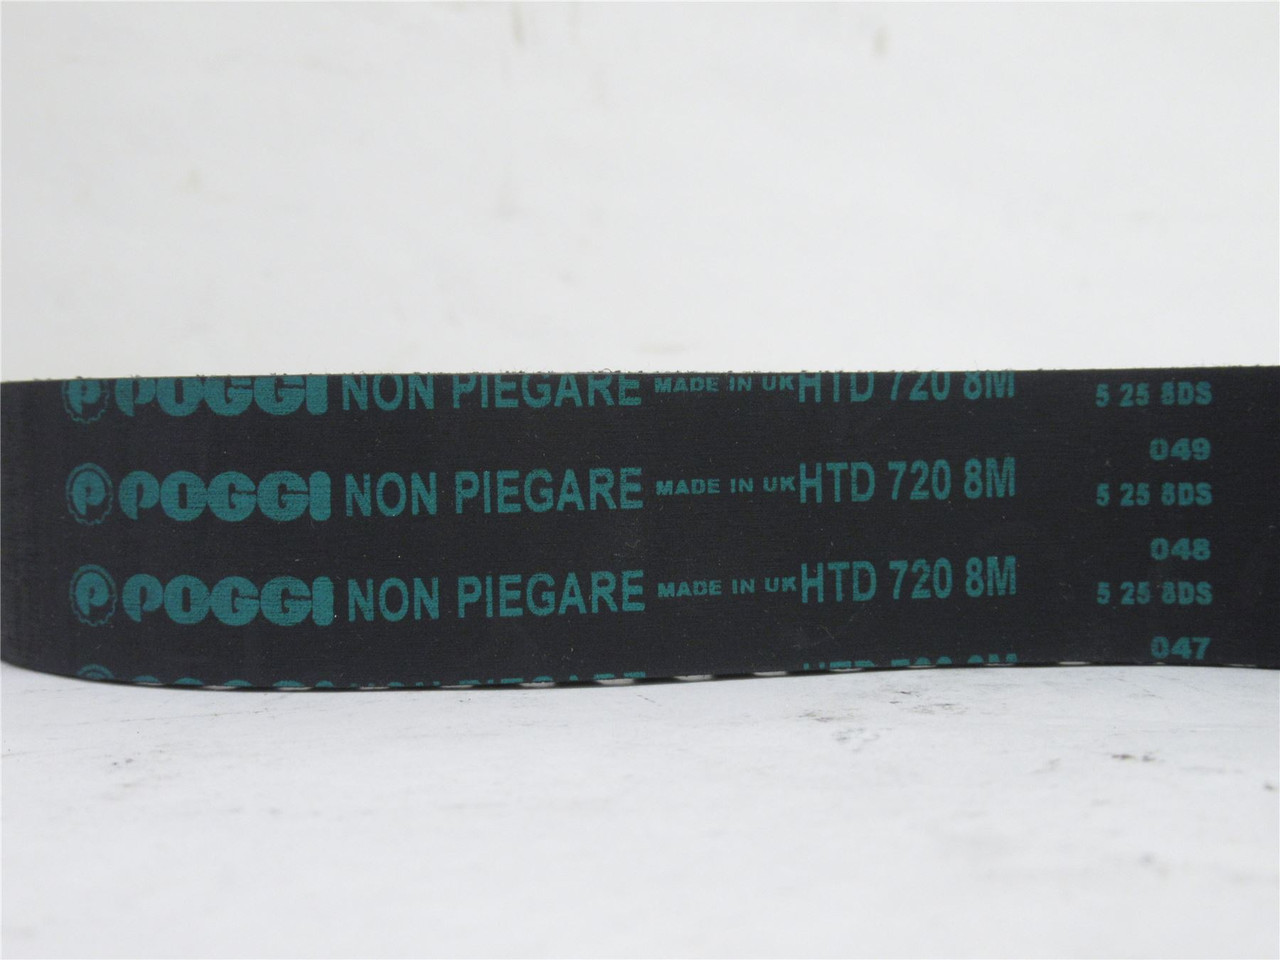 P POGGI NON PIEGARE MADE IN UK HTD 720 8M 5 25 8DS
049
P POGGI NON PIEGARE MADE IN UK HTD 720 8M 5 25 8DS
048
P POGGI NON PIEGARE MADE IN UK HTD 720 8M 5 25 8DS
047